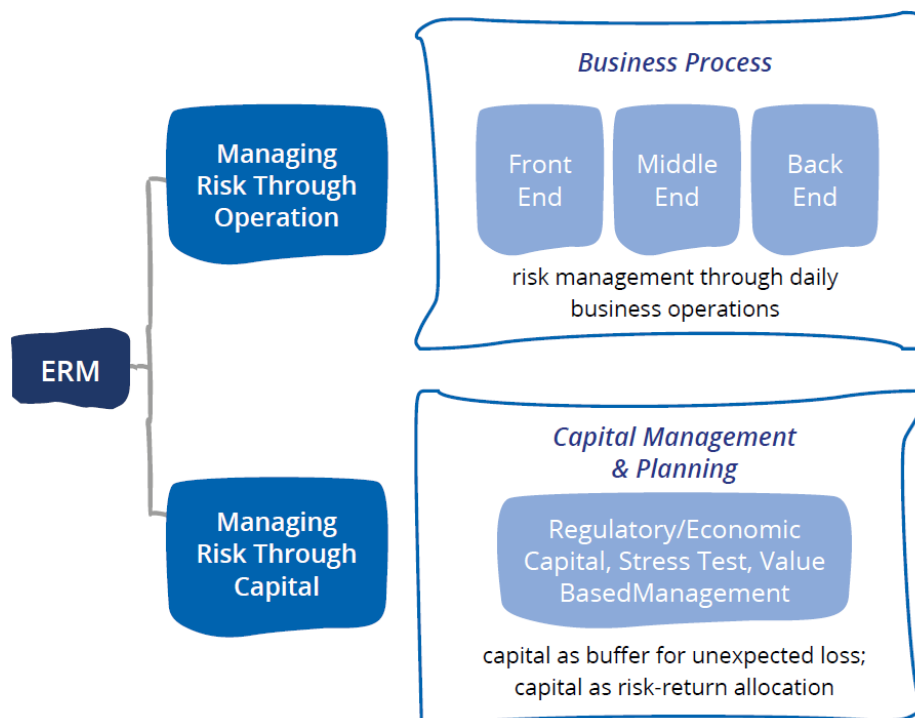 Business Process
Managing
Risk Through
Operation
Front
End
Middle
End
Back
End
risk management through daily
business operations
ERM
Capital Management
& Planning
Managing
Risk Through
Capital
Regulatory/Economic
Capital, Stress Test, Value
BasedManagement
capital as buffer for unexpected loss;
capital as risk-return allocation